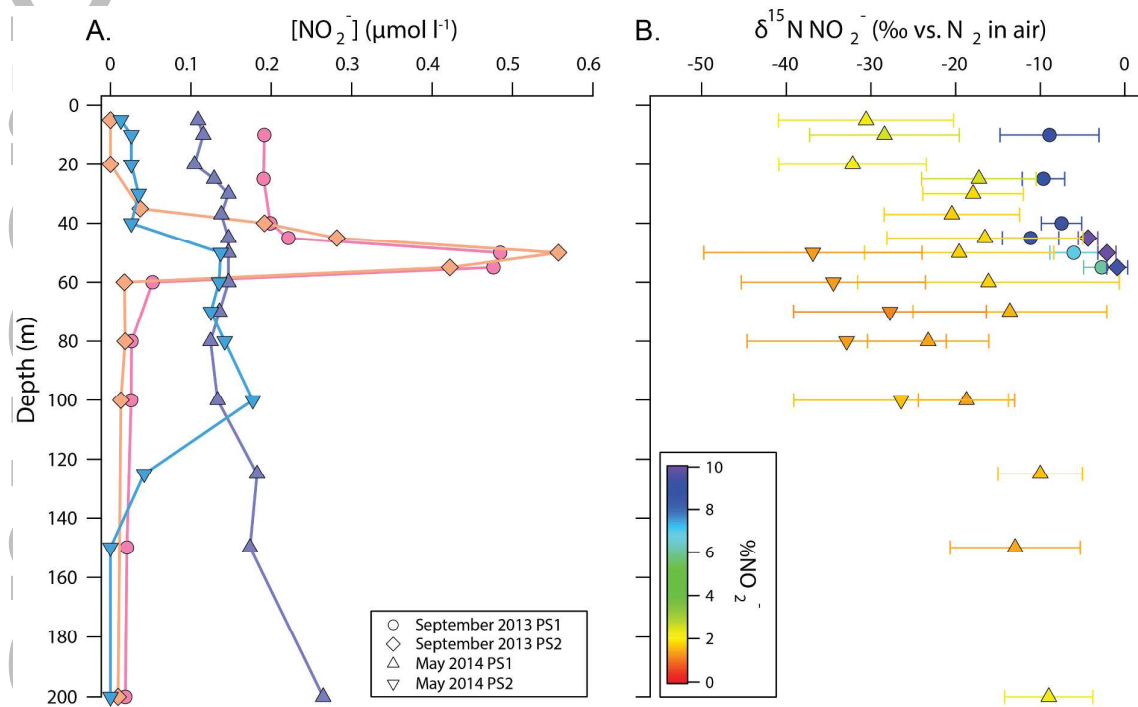 A.
[NO2-] (μmol l-1)
0 0.1 0.2 0.3 0.4 0.5 0.6
B.
δ15N NO2- (‰ vs. N 2 in air)
-50 -40 -30 -20 -10 0
Depth (m)
0
20
40
60
80
100
120
140
160
180
200
September 2013 PS1
September 2013 PS2
May 2014 PS1
May 2014 PS2
10
8
6
4
2
0
%NO2-